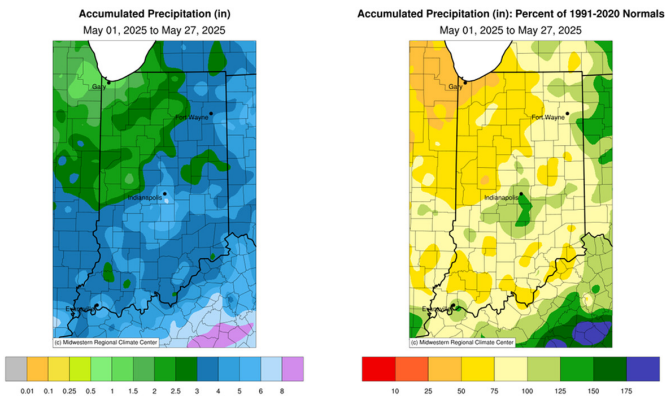 Accumulated Precipitation (in)
May 01, 2025 to May 27, 2025
Gary
Fort Wayne
Indianapolis
Evansville
(c) Midwestern Regional Climate Center
0.01 0.1 0.25 0.5 1 1.5 2 2.5 3 4 5 6 8
Accumulated Precipitation (in): Percent of 1991-2020 Normals
May 01, 2025 to May 27, 2025
Gary
Fort Wayne
Indianapolis
Evansville
(c) Midwestern Regional Climate Center
10 25 50 75 100 125 150 175